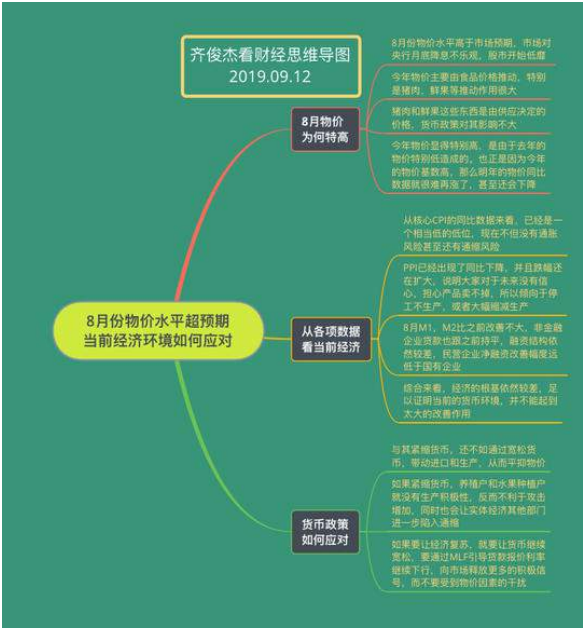 齐俊杰看财经思维导图
2019.09.12
8月份物价水平超预期
当前经济环境如何应对
8月物价
为何特高
8月份物价水平高于市场预期，市场对
央行月底降息不乐观，股市开始低靡
今年物价主要由食品价格推动，特别
是猪肉，鲜果等推动作用很大
猪肉和鲜果这些东西是由供应决定的
价格，货币政策对其影响不大
今年物价显得特别高，是由于去年的
物价特别低造成的，也正是因为今年
的物价基数高，那么明年的物价同比
数据就很难再涨了，甚至还会下降
从各项数据
看当前经济
从核心CPI的同比数据来看，已经是一
个相当低的低位，现在不但没有通胀
风险甚至还有通缩风险
PPI已经出现了同比下降，并且跌幅还
在扩大，说明大家对于未来没有信
心，担心产品卖不掉，所以倾向于停
工不生产，或者大幅缩减生产
8月M1，M2比之前改善不大，非金融
企业贷款也跟之前持平，融资结构依
然较差，民营企业净融资改善幅度远
低于国有企业
综合来看，经济的根基依然较差，足
以证明当前的货币环境，并不能起到
太大的改善作用
货币政策
如何应对
与其紧缩货币，还不如通过宽松货
币，带动进口和生产，从而平抑物价
如果紧缩货币，养殖户和水果种植户
就没有生产积极性，反而不利于攻击
增加，同时也会让实体经济其他部门
进一步陷入通缩
如果要让经济复苏，就要让货币继续
宽松，要通过MLF引导贷款报价利率
继续下行，向市场释放更多的积极信
号，而不要受到物价因素的干扰